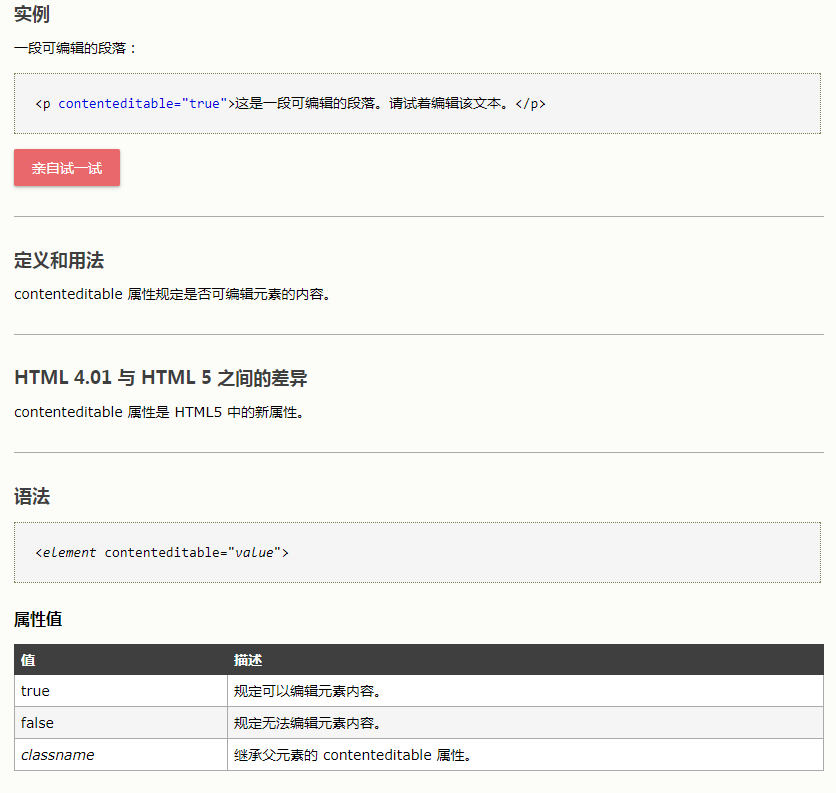 实例
一段可编辑的段落：
<p contenteditable="true">这是一段可编辑的段落。请试着编辑该文本。</p>
亲自试一试
定义和用法
contenteditable 属性规定是否可编辑元素的内容。
HTML 4.01 与 HTML 5 之间的差异
contenteditable 属性是 HTML5 中的新属性。
语法
<element contenteditable="value">
属性值
值 描述
true 规定可以编辑元素内容。
false 规定无法编辑元素内容。
classname 继承父元素的 contenteditable 属性。